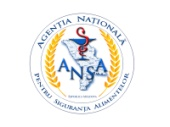 AGENȚIA NAȚIONALĂ
ANSA
PENTRU SIGURANȚA ALIMENTELOR